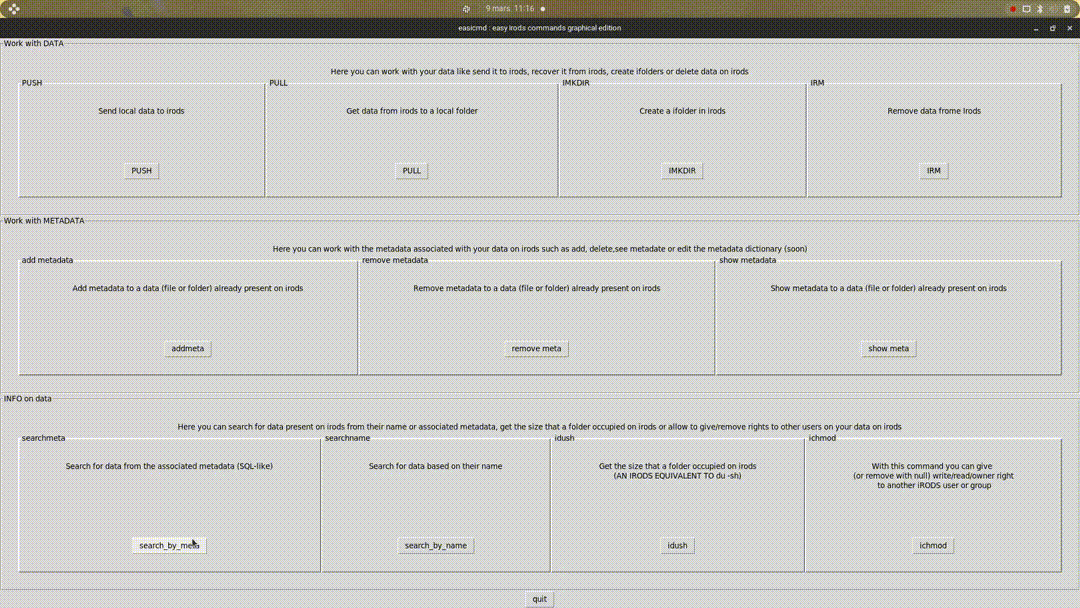 9 mars, 11:16
easicmd : easy irods commands graphical edition
Work with DATA
Here you can work with your data like send it to irods, recover it from irods, create ifolders or delete data on irods
PUSH
PULL
IMKDIR
IRM
Send local data to irods
Get data from irods to a local folder
Create a ifolder in irods
Remove data frome Irods
PUSH
PULL
IMKDIR
IRM
Work with METADATA
Here you can work with the metadata associated with your data on irods such as add, delete,see metadate or edit the metadata dictionary (soon)
add metadata
remove metadata
show metadata
Add metadata to a data (file or folder) already present on irods
Remove metadata to a data (file or folder) already present on irods
Show metadata to a data (file or folder) already present on irods
addmeta
remove meta
show meta
INFO on data
Here you can search for data present on irods from their name or associated metadata, get the size that a folder occupied on irods or allow to give/remove rights to other users on your data on irods
searchmeta
searchname
idush
ichmod
Search for data from the associated metadata (SQL-like)
Search for data based on their name
Get the size that a folder occupied on irods
(AN IRODS EQUIVALENT TO du -sh)
With this command you can give
(or remove with null) write/read/owner right
to another iRODS user or group
search_by_meta
search_by_name
idush
ichmod
quit